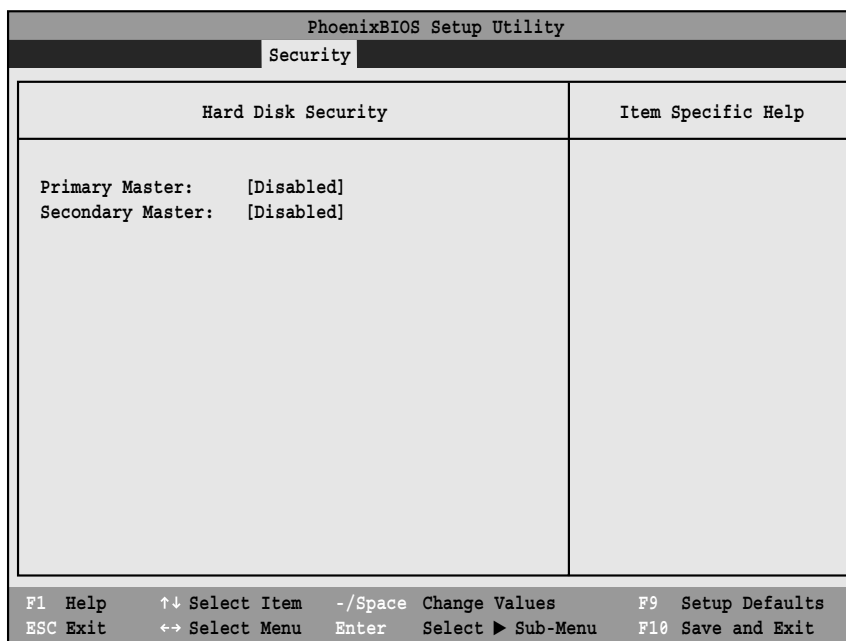 PhoenixBIOS Setup Utility
Security
Hard Disk Security
Item Specific Help
Primary Master: [Disabled]
Secondary Master: [Disabled]
F1 Help ↑↓ Select Item -/Space Change Values F9 Setup Defaults
ESC Exit ←→ Select Menu Enter Select ▶ Sub-Menu F10 Save and Exit